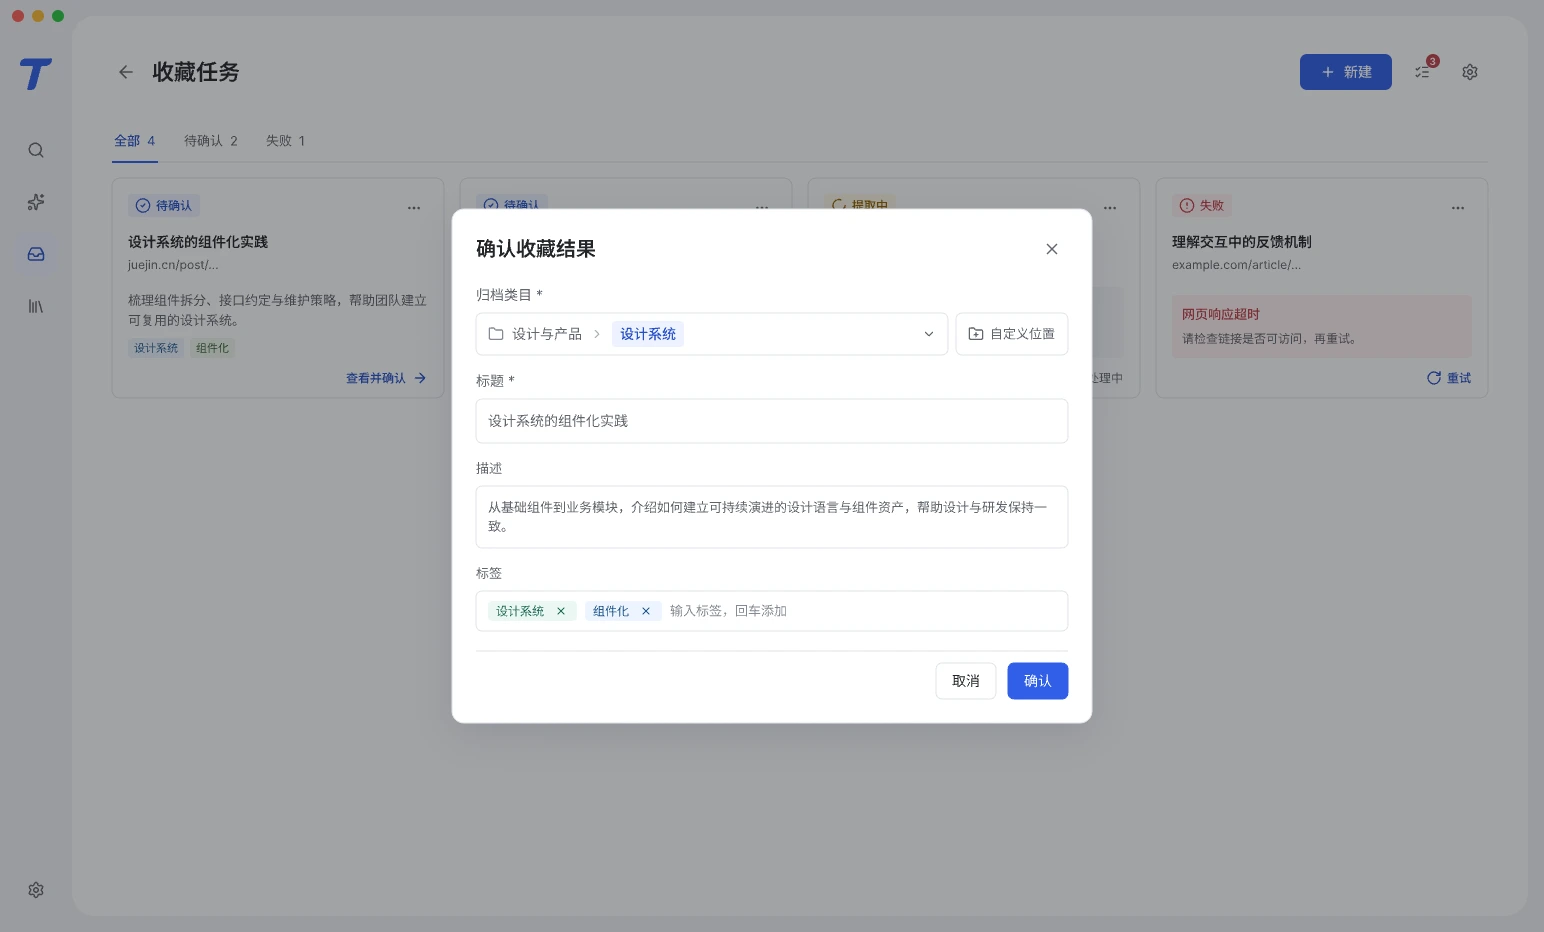 收藏任务
+ 新建
3
全部 4
待确认 2
失败 1
待确认
设计系统的组件化实践
juejin.cn/post/...
梳理组件拆分、接口约定与维护策略，帮助团队建立
可复用的设计系统。
设计系统
组件化
查看并确认
待确认
提取中
处理中
失败
理解交互中的反馈机制
example.com/article/...
网页响应超时
请检查链接是否可访问，再重试。
重试
确认收藏结果
归档类目 *
设计与产品 > 设计系统
自定义位置
标题 *
设计系统的组件化实践
描述
从基础组件到业务模块，介绍如何建立可持续演进的设计语言与组件资产，帮助设计与研发保持一
致。
标签
设计系统 ×
组件化 ×
输入标签，回车添加
取消
确认